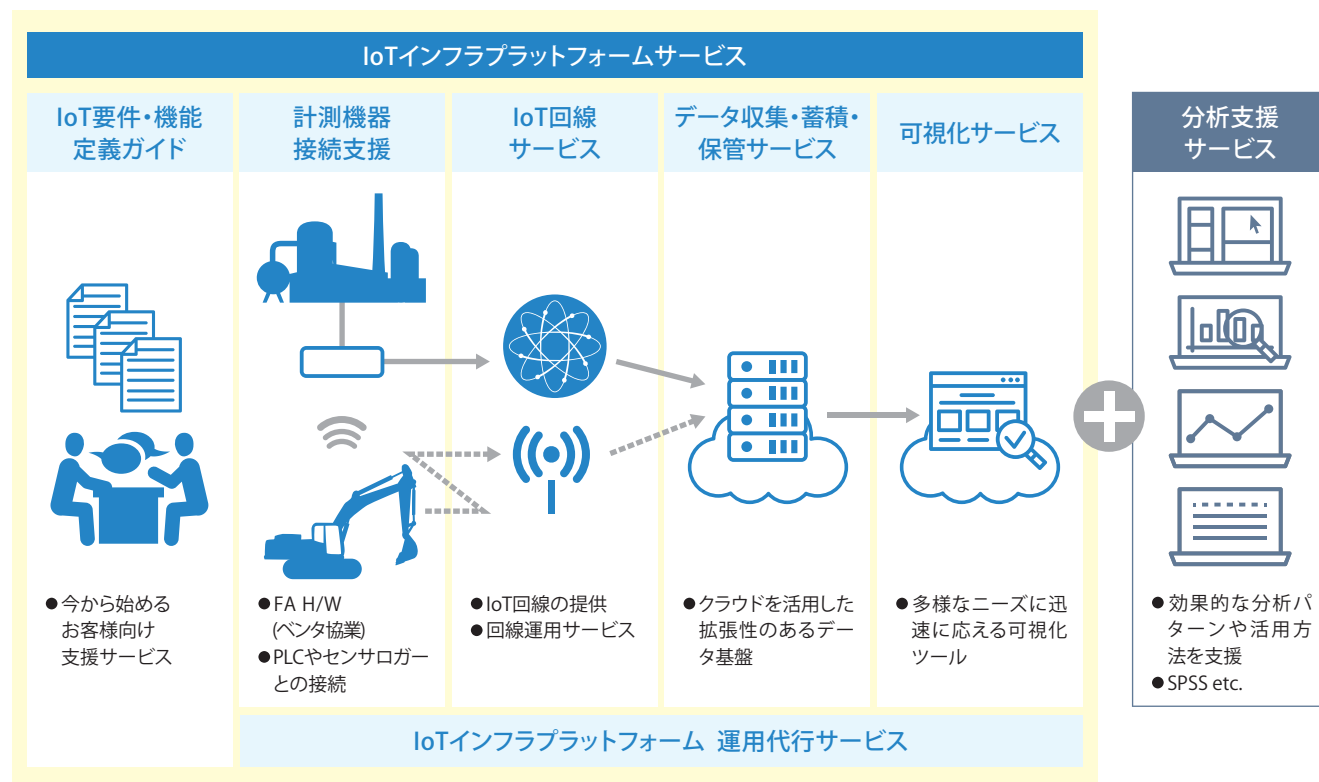 IoTインフラプラットフォームサービス
IoT要件・機能
定義ガイド
計測機器
接続支援
IoT回線
サービス
データ収集・蓄積・
保管サービス
可視化サービス
分析支援
サービス
●今から始める
お客様向け
支援サービス
●FA H/W
(ベンタ協業)
●PLCやセンサロガー
との接続
●IoT回線の提供
●回線運用サービス
●クラウドを活用した
拡張性のあるデー
タ基盤
●多様なニーズに迅
速に応える可視化
ツール
●効果的な分析パ
ターンや活用方
法を支援
●SPSS etc.
IoTインフラプラットフォーム 運用代行サービス